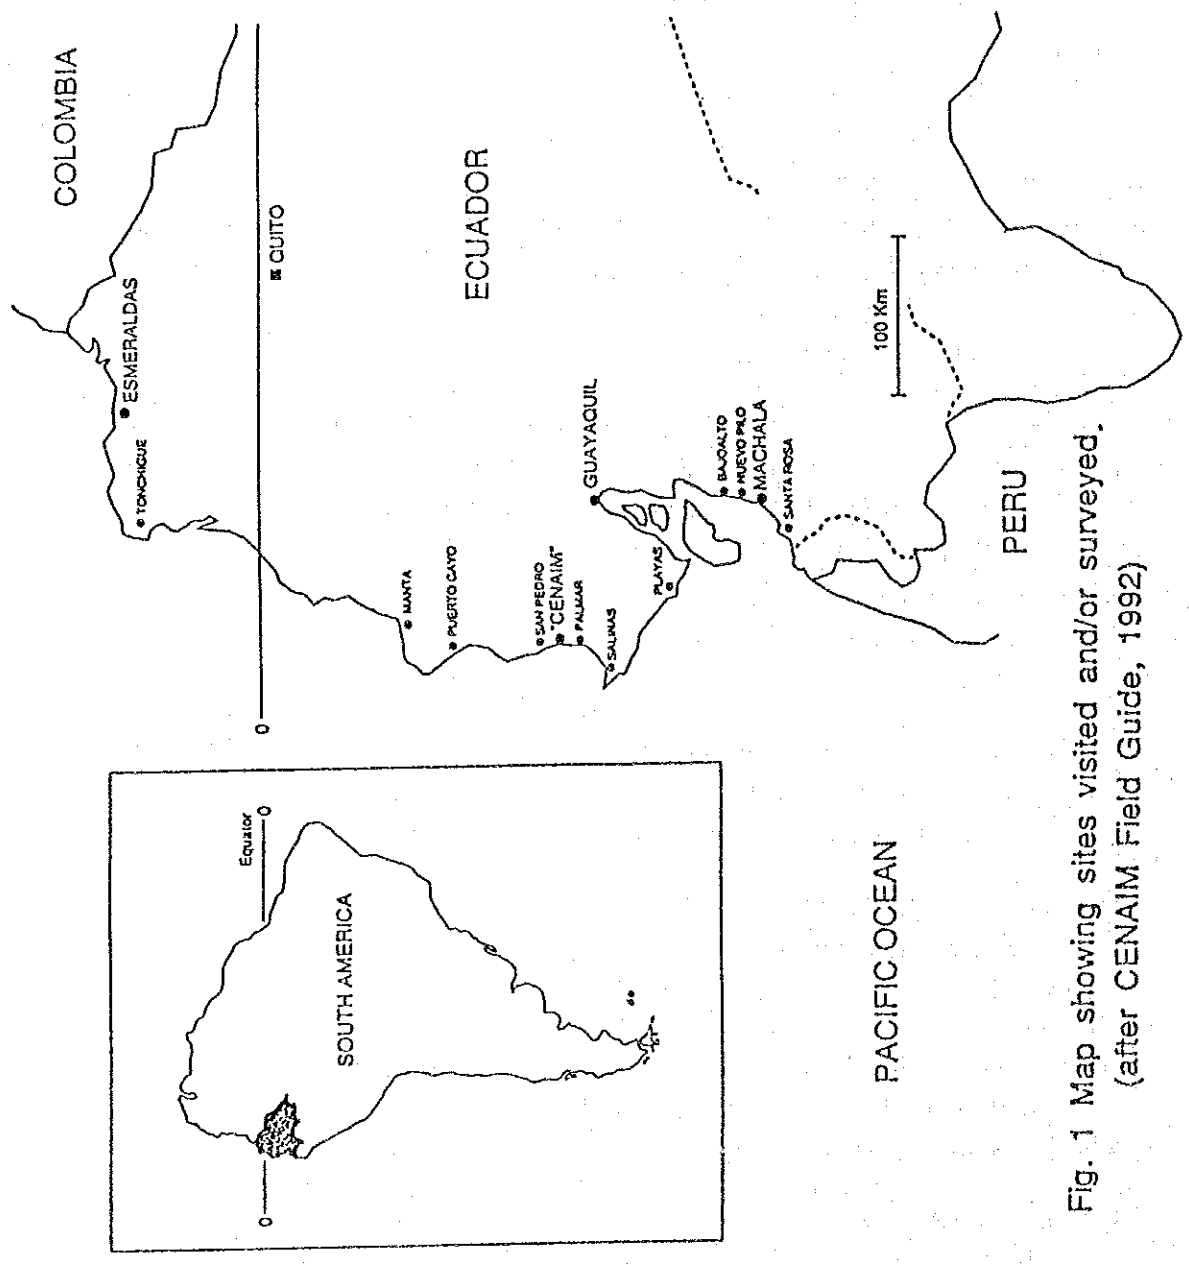 COLOMBIA
ESMERALDAS
TONCHIGUE
0
QUITO
ECUADOR
MANTA
PUERTO CAYO
SAN PEDRO
"CENAIM"
PALMAR
SALINAS
PLAYAS
GUAYAQUIL
BAJOALTO
NUEVO PILO
MACHALA
SANTA ROSA
100 Km
PERU
PACIFIC OCEAN
Equator
0
0
SOUTH AMERICA
Fig. 1 Map showing sites visited and/or surveyed.
(after CENAIM Field Guide, 1992)